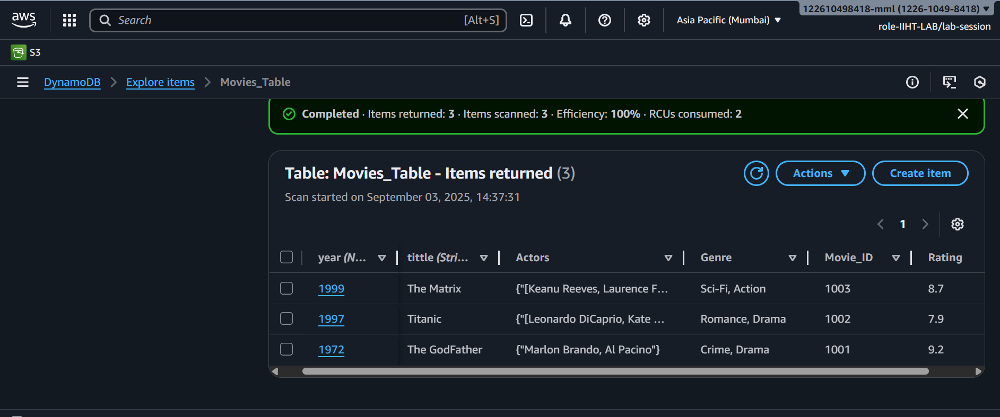 aws
Search [Alt+S]
Asia Pacific (Mumbai)
122610498418-mml (1226-1049-8418)
role-IIHT-LAB/lab-session
S3
DynamoDB Explore items Movies_Table
Completed · Items returned: 3 · Items scanned: 3 · Efficiency: 100% · RCUs consumed: 2
Table: Movies_Table - Items returned (3)
Actions
Create item
Scan started on September 03, 2025, 14:37:31
1
year (N... tittle (Stri... Actors Genre Movie_ID Rating
1999 The Matrix {"[Keanu Reeves, Laurence F... Sci-Fi, Action 1003 8.7
1997 Titanic {"[Leonardo DiCaprio, Kate ... Romance, Drama 1002 7.9
1972 The GodFather {"Marlon Brando, Al Pacino"} Crime, Drama 1001 9.2